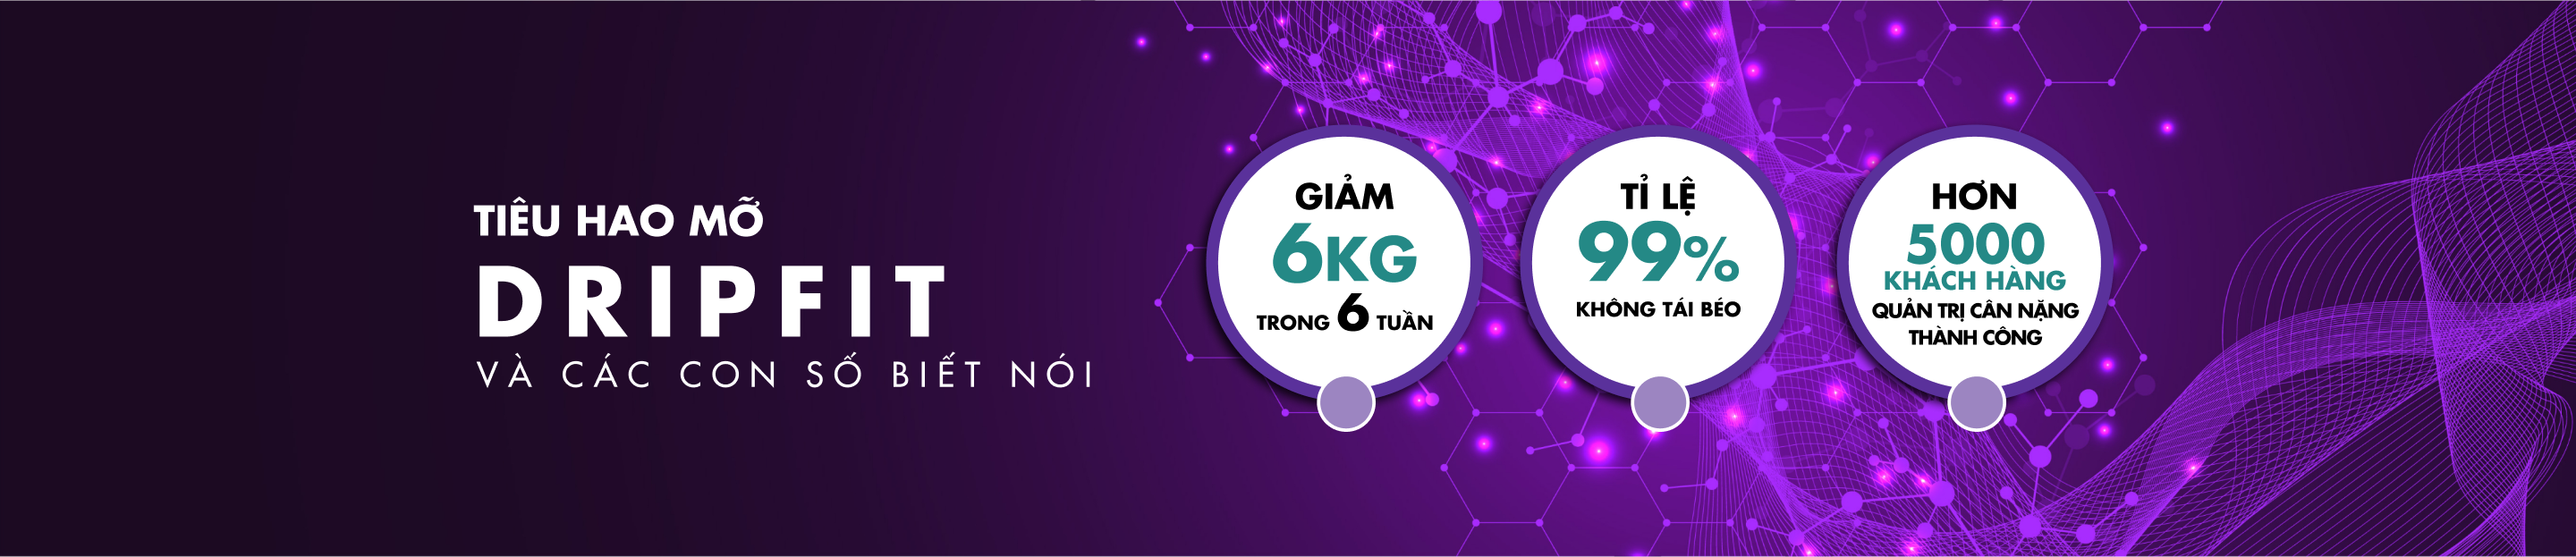 TIÊU HAO MỠ
DRIPFIT
VÀ CÁC CON SỐ BIẾT NÓI
GIẢM
6KG
TRONG 6 TUẦN
TỈ LỆ
99%
KHÔNG TÁI BÉO
HƠN
5000
KHÁCH HÀNG
QUẢN TRỊ CÂN NẶNG
THÀNH CÔNG